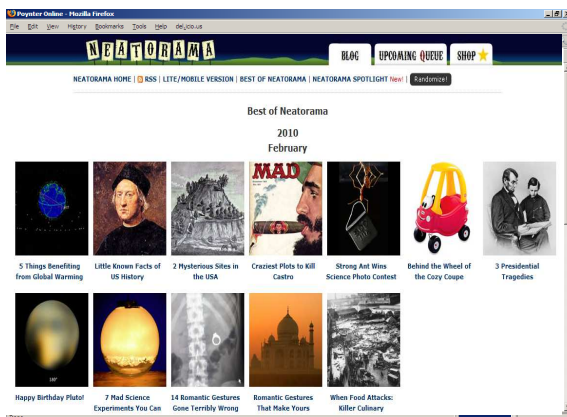 Poynter Online - Mozilla Firefox
File Edit View History Bookmarks Tools Help del.icio.us
NEATORAMA
BLOG UPCOMING QUEUE SHOP
NEATORAMA HOME | RSS | LITE/MOBILE VERSION | BEST OF NEATORAMA | NEATORAMA SPOTLIGHT New! | Randomize!
Best of Neatorama
2010
February
MAD
5 Things Benefiting from Global Warming
Little Known Facts of US History
2 Mysterious Sites in the USA
Craziest Plots to Kill Castro
Strong Ant Wins Science Photo Contest
Behind the Wheel of the Cozy Coupe
3 Presidential Tragedies
Happy Birthday Pluto!
7 Mad Science Experiments You Can
14 Romantic Gestures Gone Terribly Wrong
Romantic Gestures That Make Yours
When Food Attacks: Killer Culinary